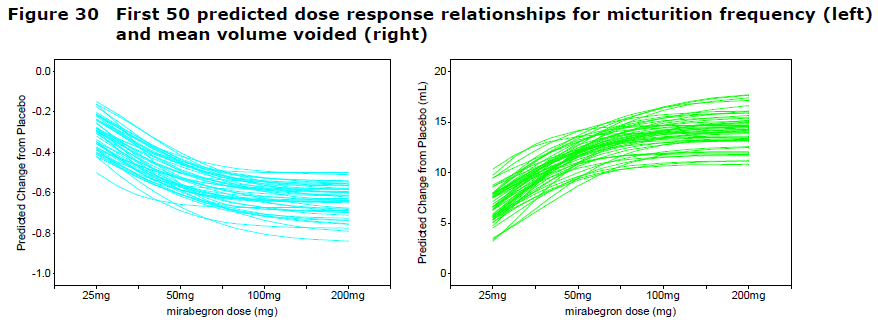 Figure 30 First 50 predicted dose response relationships for micturition frequency (left)
and mean volume voided (right)
Predicted Change from Placebo
0.0
-0.2
-0.4
-0.6
-0.8
-1.0
25mg 50mg 100mg 200mg
mirabegron dose (mg)
Predicted Change from Placebo (mL)
20
15
10
5
0
25mg 50mg 100mg 200mg
mirabegron dose (mg)